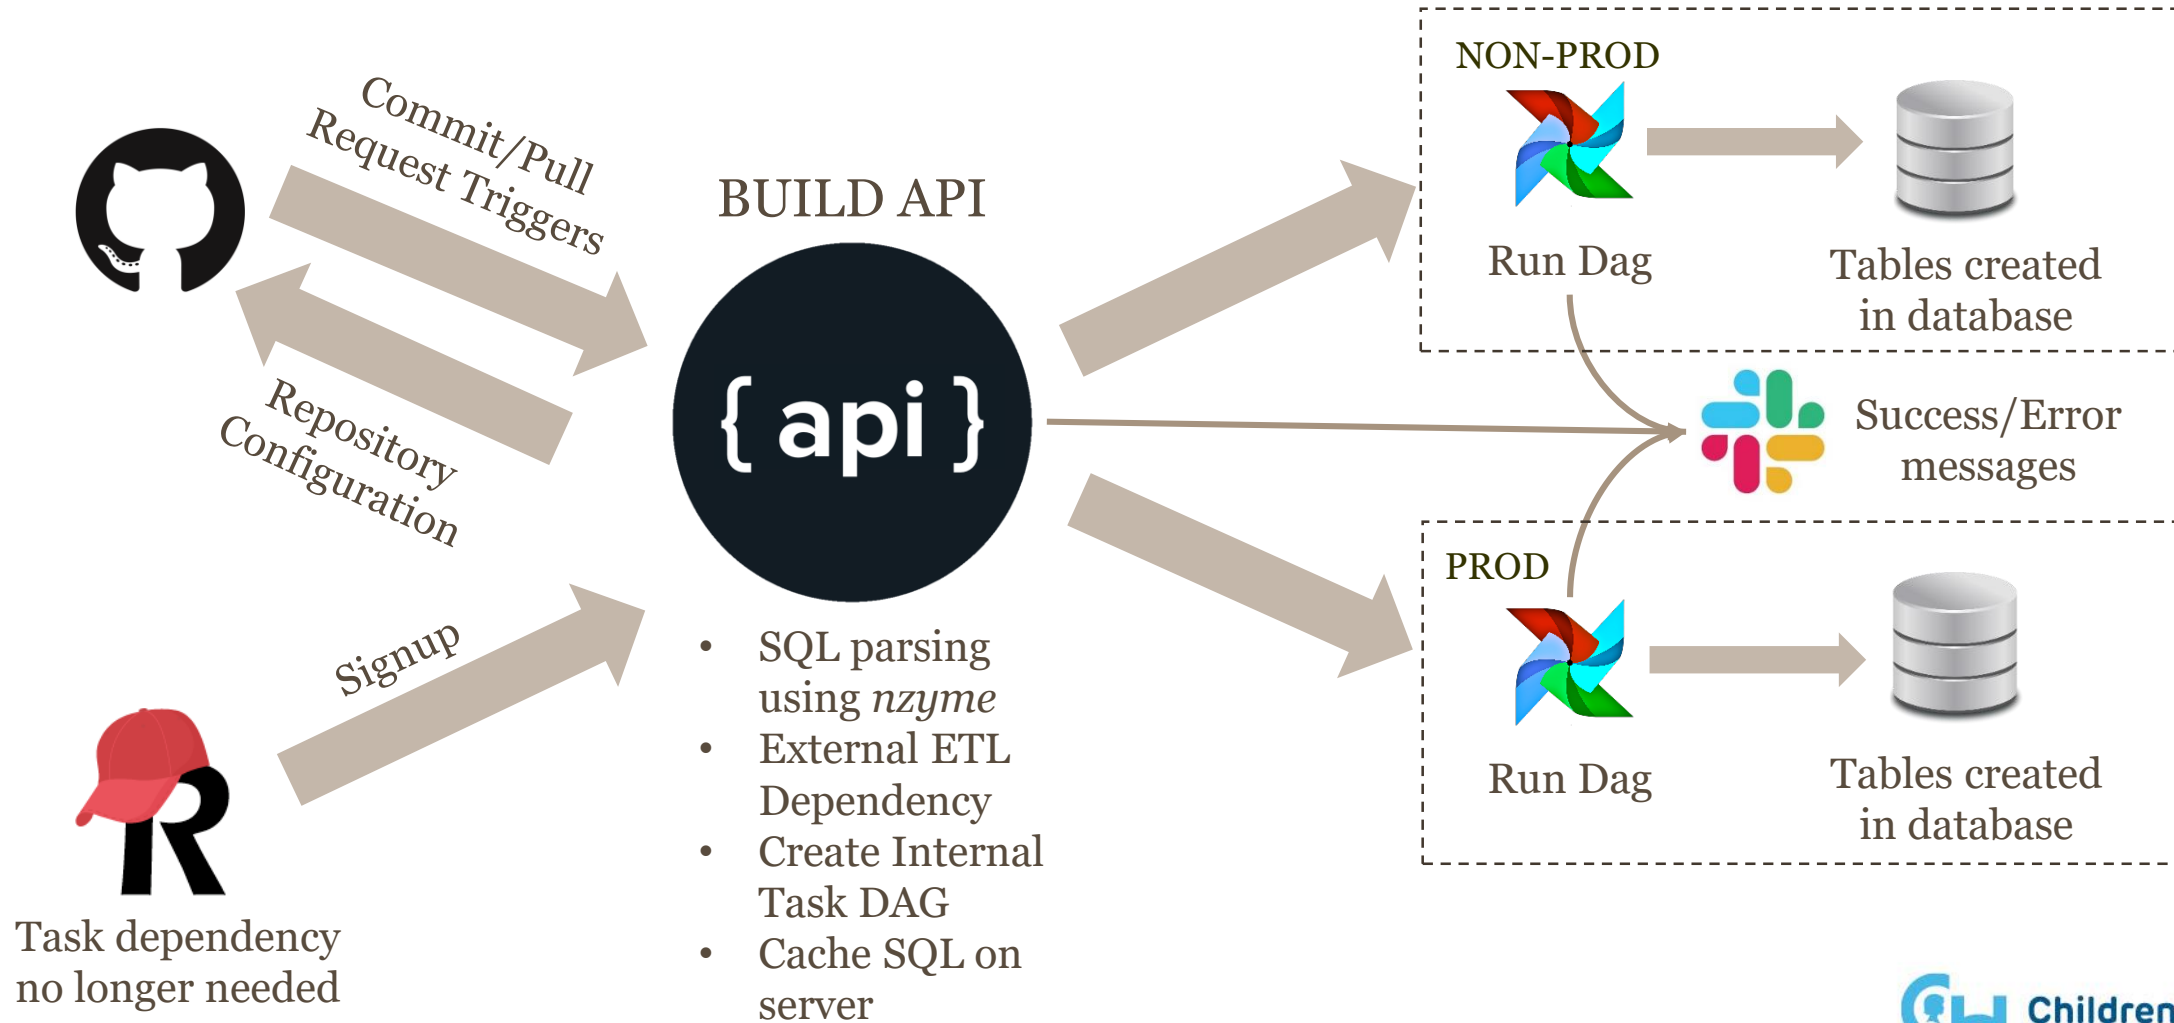 Commit/Pull
Request Triggers
Repository
Configuration
Signup
Task dependency
no longer needed
BUILD API
{ api }
• SQL parsing
using nzyme
• External ETL
Dependency
• Create Internal
Task DAG
• Cache SQL on
server
NON-PROD
Run Dag
Tables created
in database
Success/Error
messages
PROD
Run Dag
Tables created
in database
Children